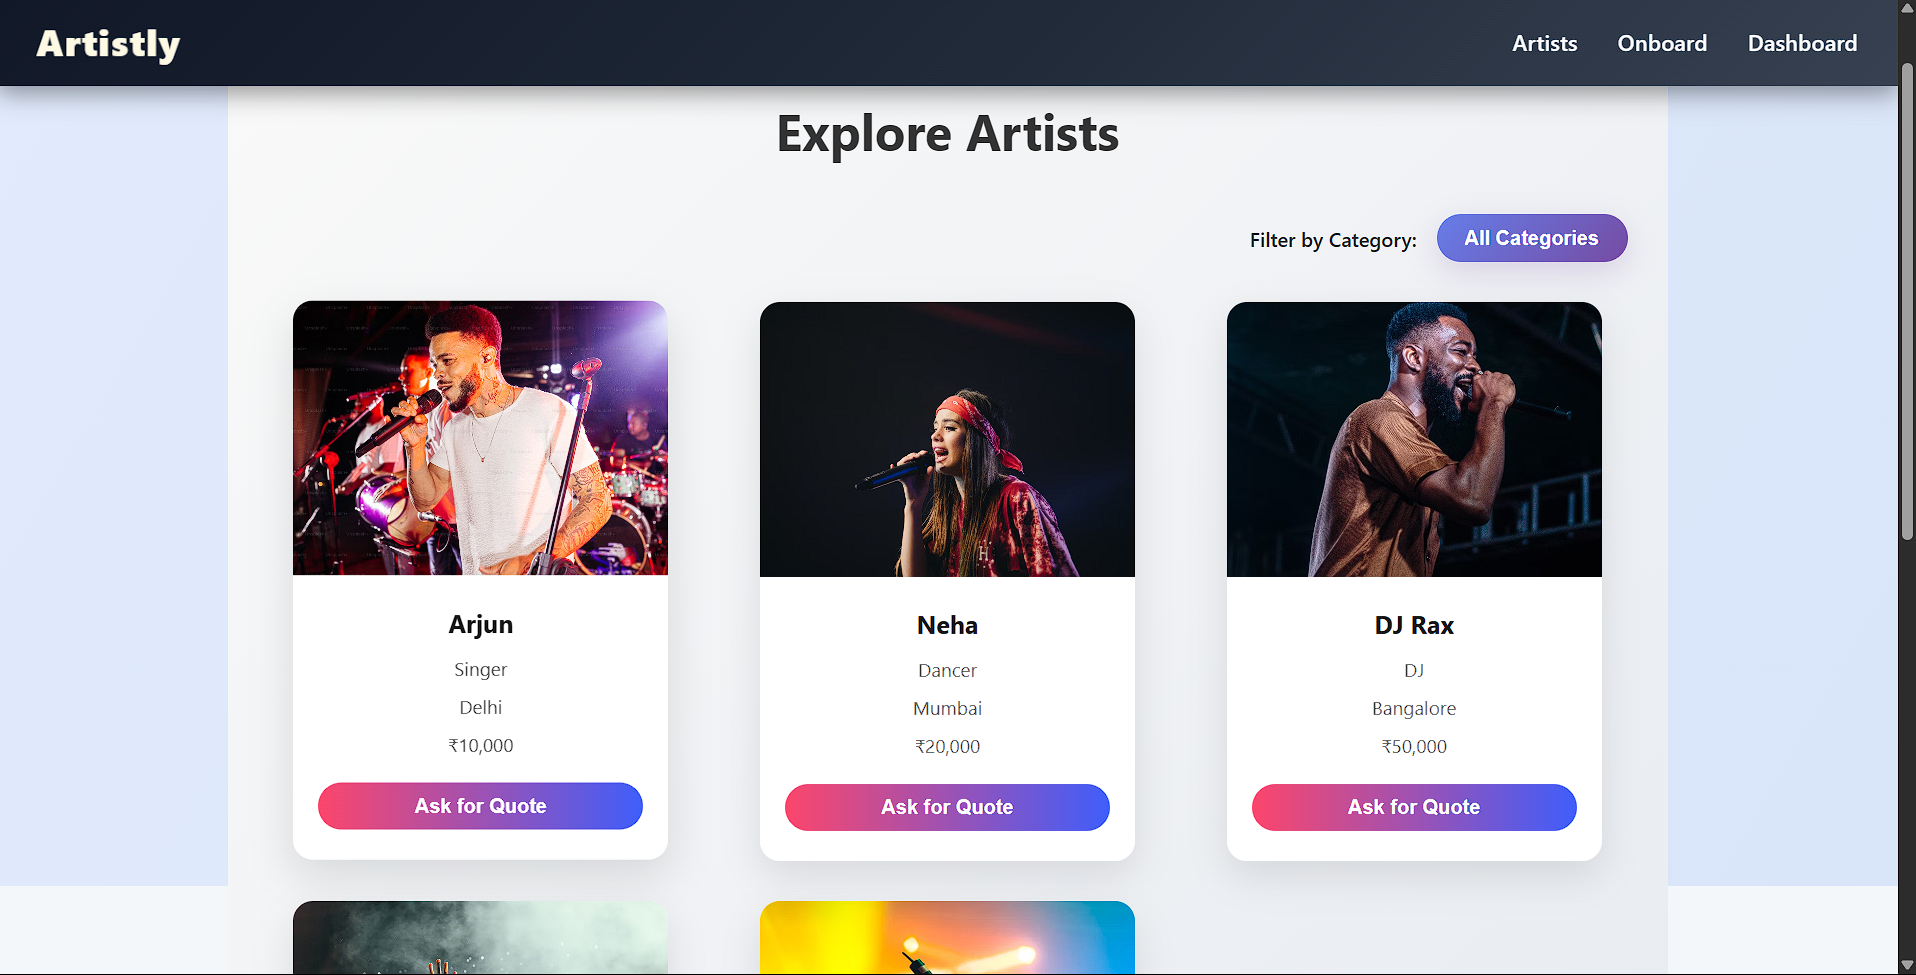 Artistly
Artists
Onboard
Dashboard
Explore Artists
Filter by Category:
All Categories
Arjun
Singer
Delhi
₹10,000
Ask for Quote
Neha
Dancer
Mumbai
₹20,000
Ask for Quote
DJ Rax
DJ
Bangalore
₹50,000
Ask for Quote